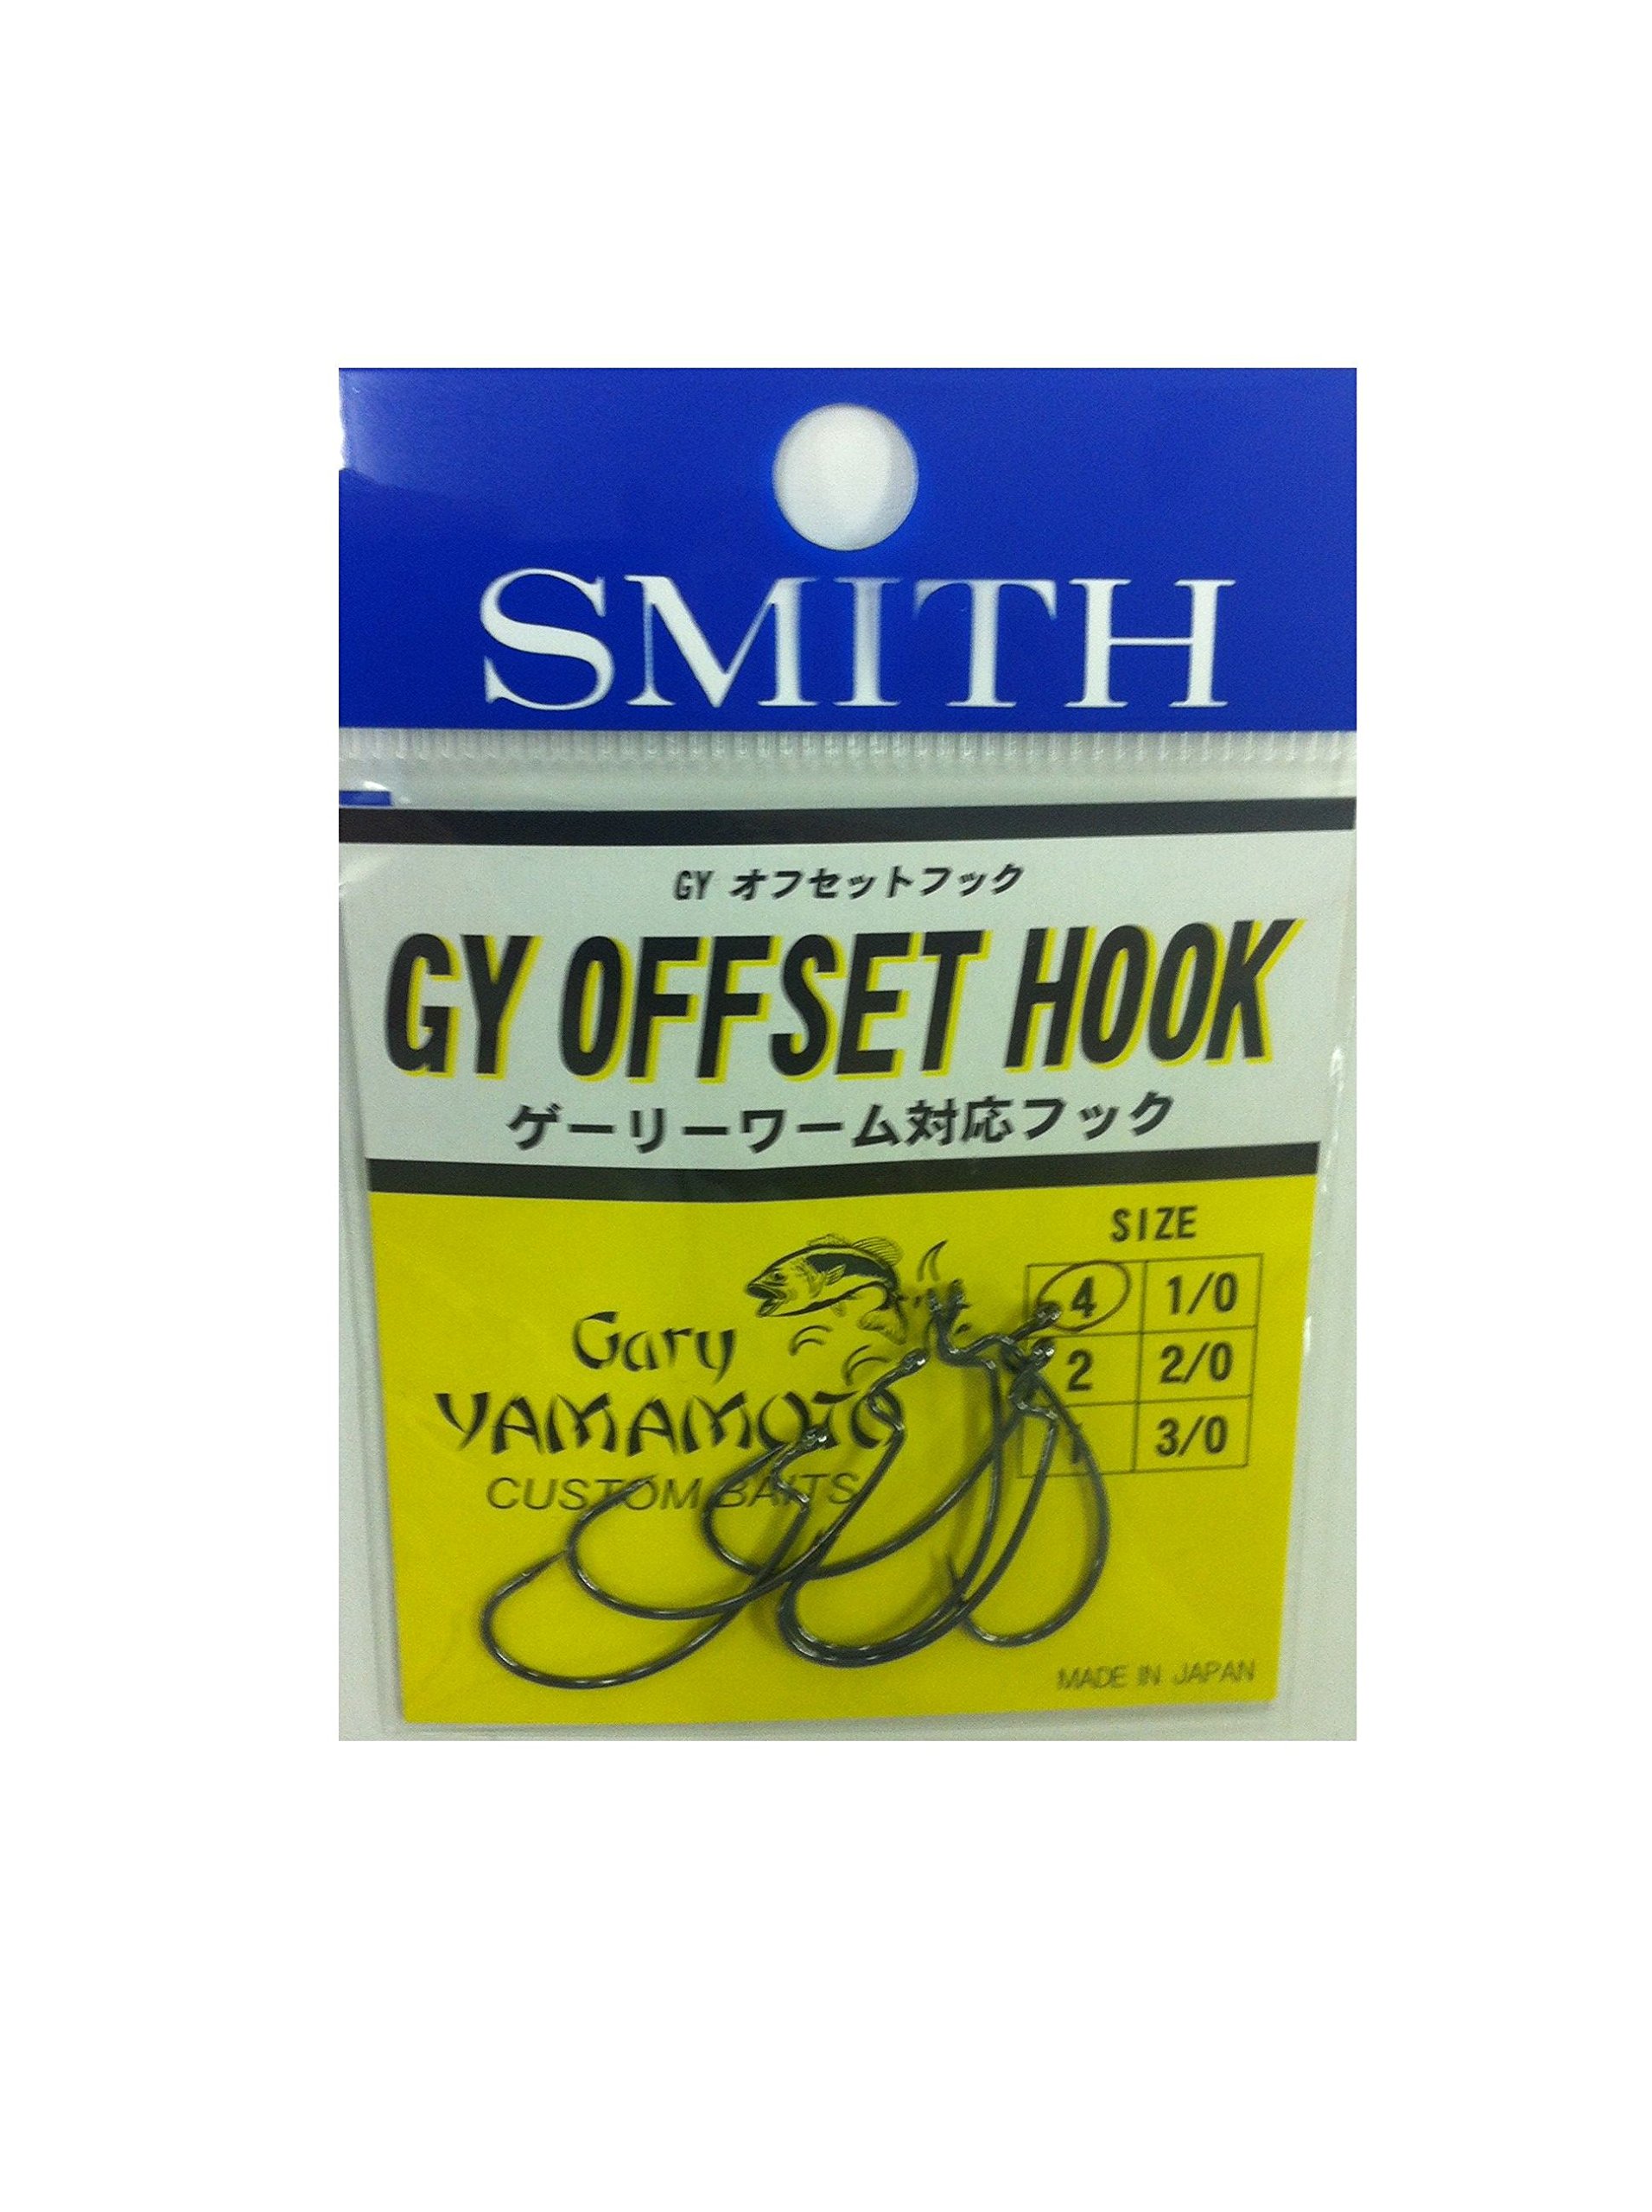 SMITH
GY オフセットフック
GY OFFSET HOOK
ゲーリーワーム対応フック
SIZE
4 1/0
2 2/0
1 3/0
Gary
YAMAMOTO
CUSTOM BAITS
MADE IN JAPAN